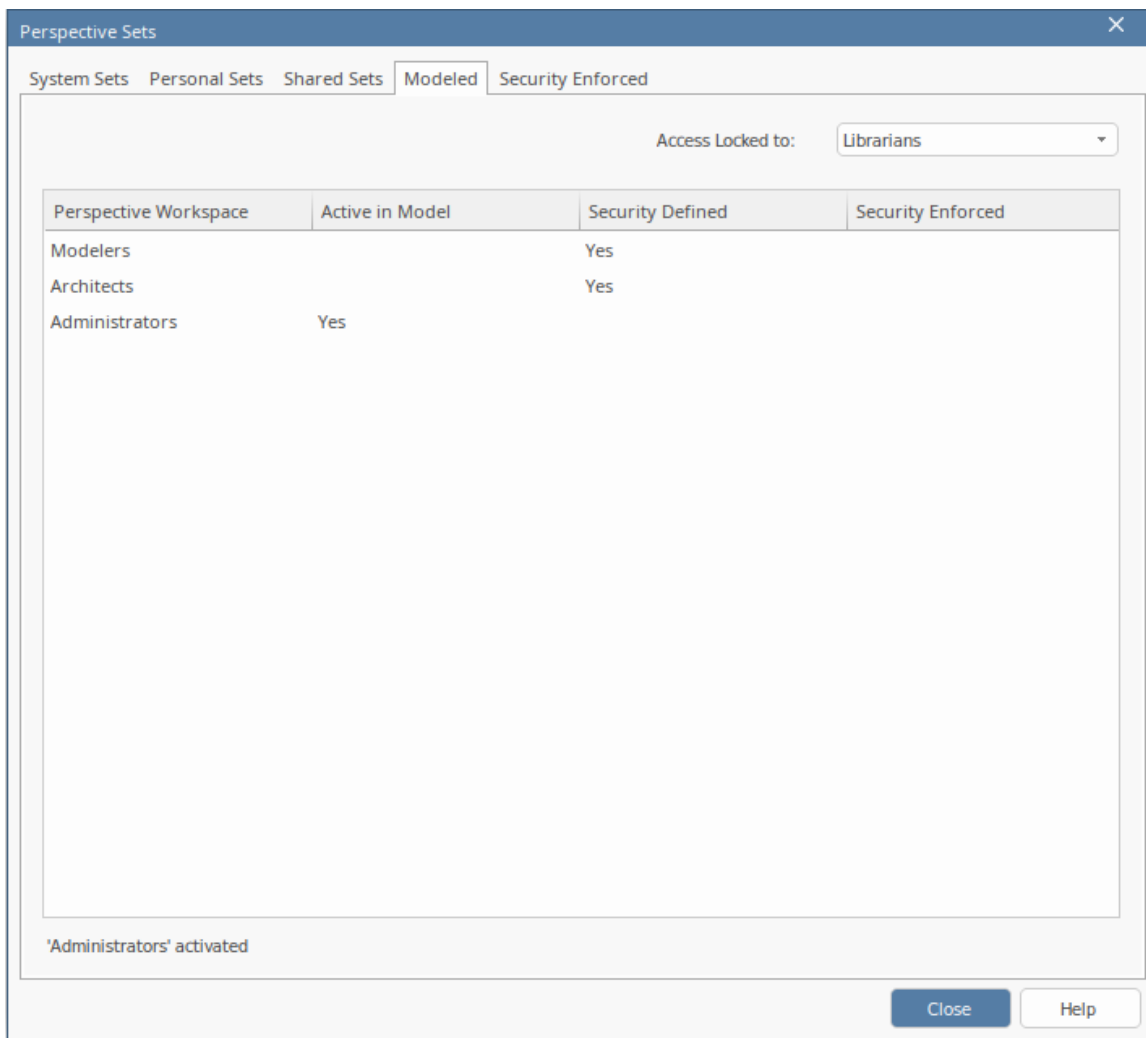 Perspective Sets
System Sets Personal Sets Shared Sets Modeled Security Enforced
Access Locked to: Librarians
Perspective Workspace Active in Model Security Defined Security Enforced
Modelers Yes
Architects Yes
Administrators Yes
'Administrators' activated
Close Help